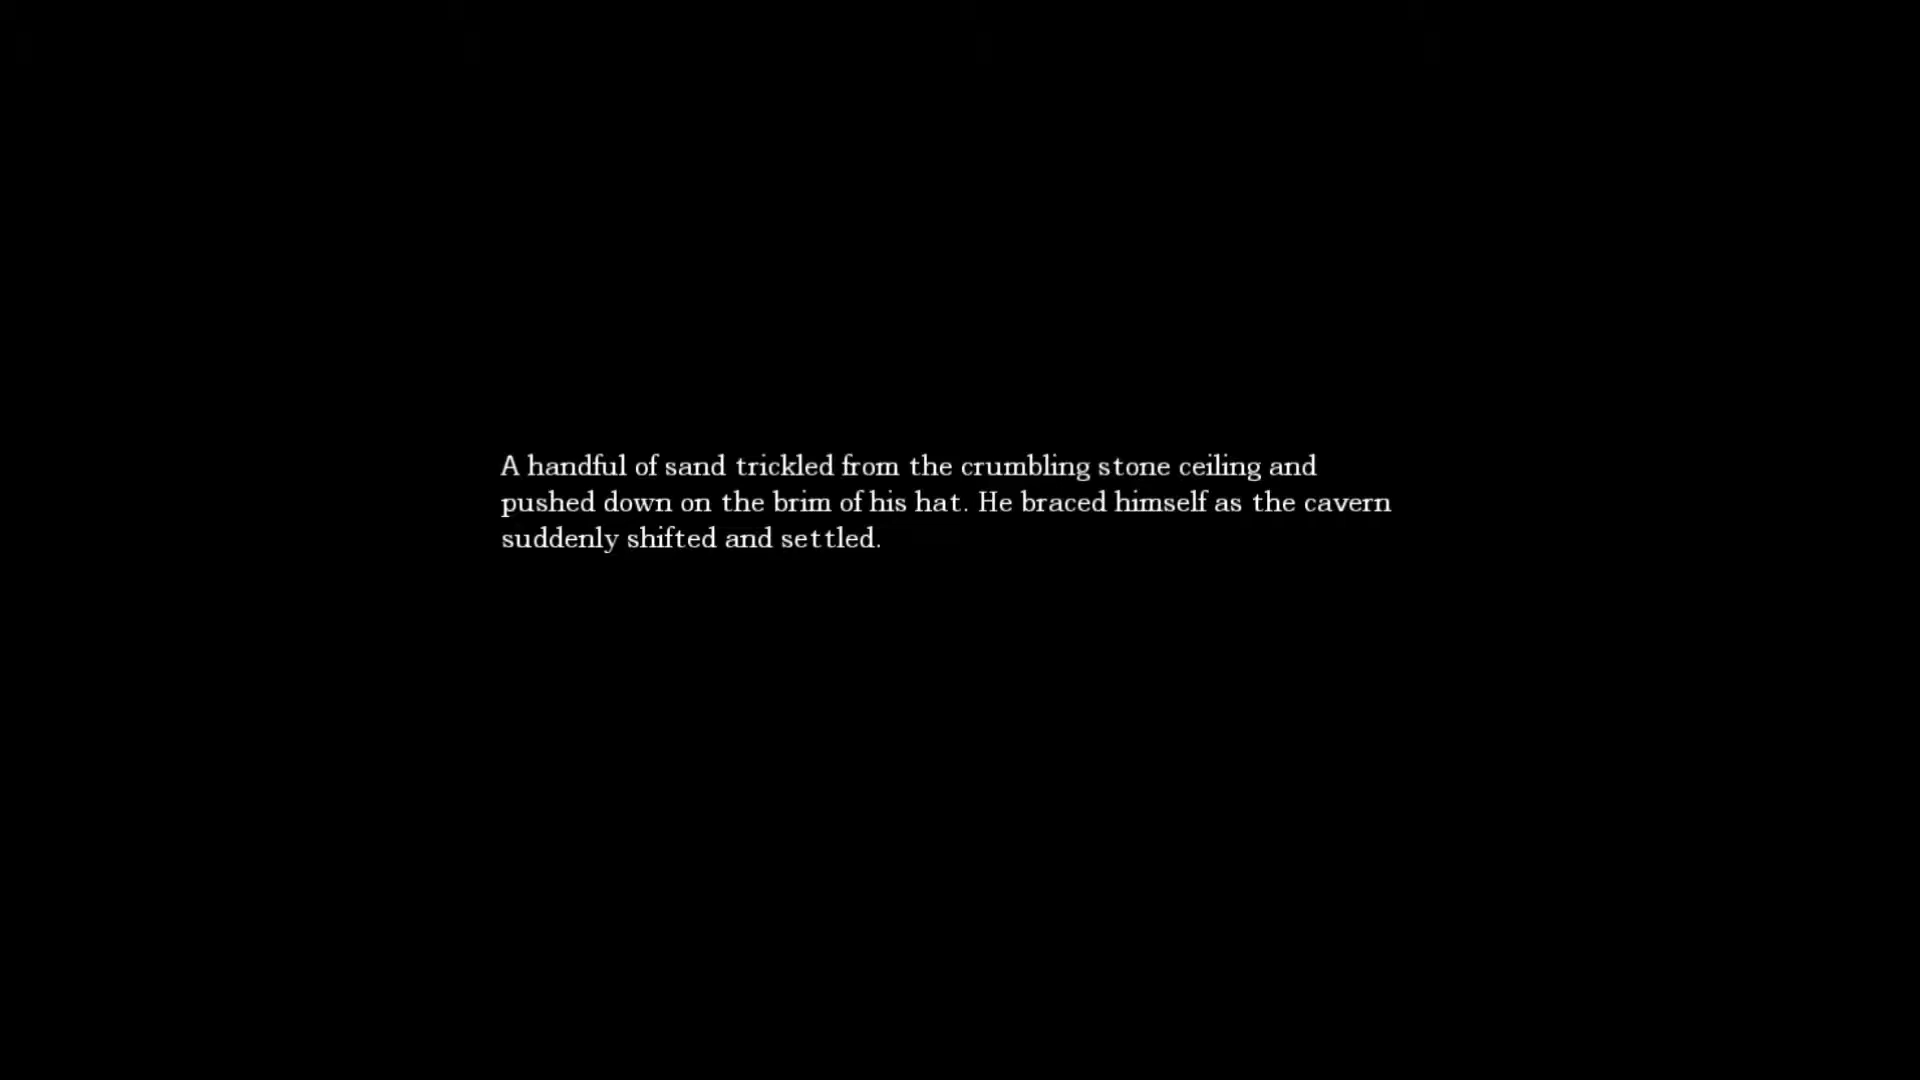 A handful of sand trickled from the crumbling stone ceiling and
pushed down on the brim of his hat. He braced himself as the cavern
suddenly shifted and settled.